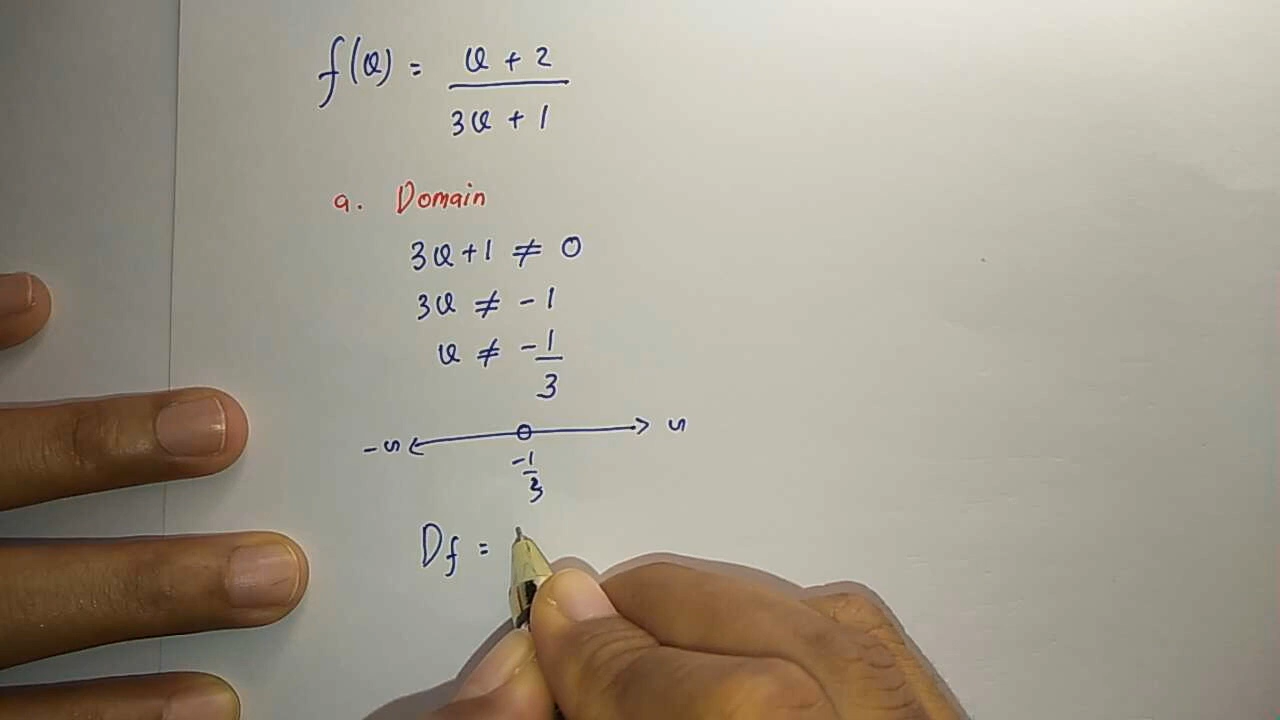 f(x) = x + 2 / 3x + 1
a. Domain
3x + 1 ≠ 0
3x ≠ -1
x ≠ -1/3
-∞ ∞
-1/3
Df =